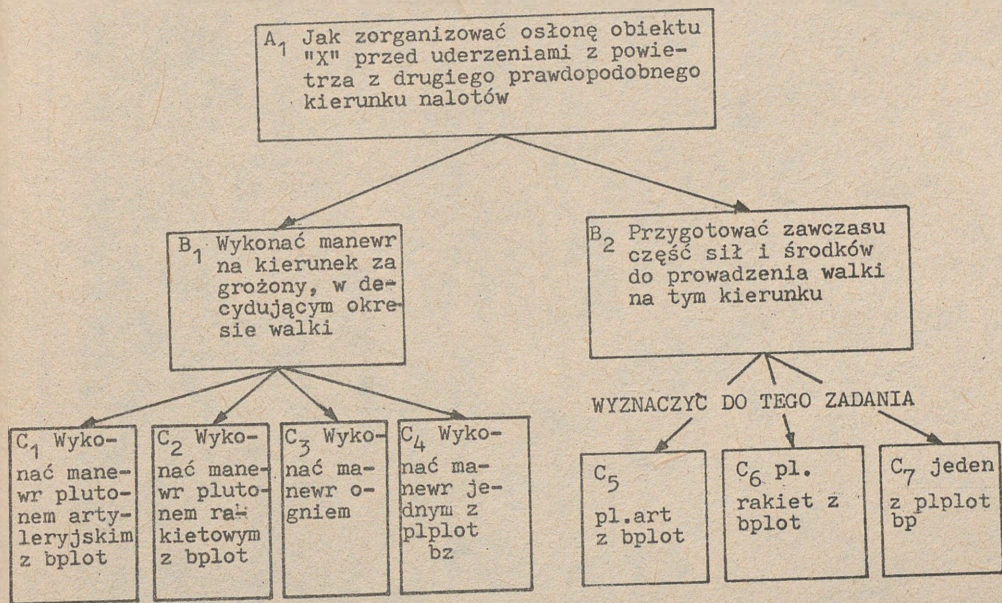 A₁ Jak zorganizować osłonę obiektu
"X" przed uderzeniami z powie-
trza z drugiego prawdopodobnego
kierunku nalotów
B₁ Wykonać manewr
na kierunek za
grożony, w de-
cydującym okre-
sie walki
B₂ Przygotować zawczasu
część sił i środków
do prowadzenia walki
na tym kierunku
WYZNACZYĆ DO TEGO ZADANIA
C₁ Wyko-
nać mane-
wr pluto-
nem arty-
leryjskim
z bplot
C₂ Wyko-
nać mane-
wr pluto-
nem ra-
kietowym
z bplot
C₃ Wyko-
nać ma-
newr o-
gniem
C₄ Wyko-
nać ma-
newr je-
dnym z
plplot
bz
C₅
pl.art
z bplot
C₆ pl.
rakiet z
bplot
C₇ jeden
z plplot
bp